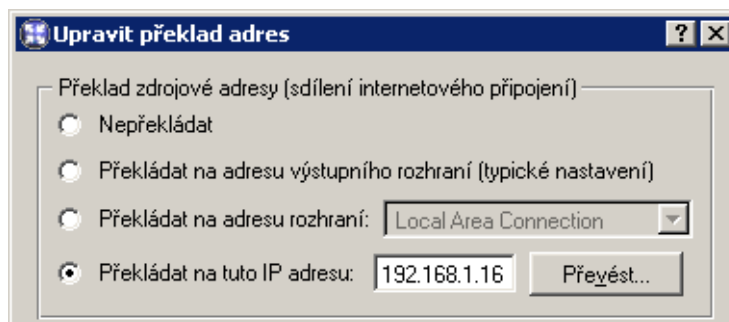 Upravit překlad adres
Překlad zdrojové adresy (sdílení internetového připojení)
Nepřekládat
Překládat na adresu výstupního rozhraní (typické nastavení)
Překládat na adresu rozhraní: Local Area Connection
Překládat na tuto IP adresu: 192.168.1.16 Převést...